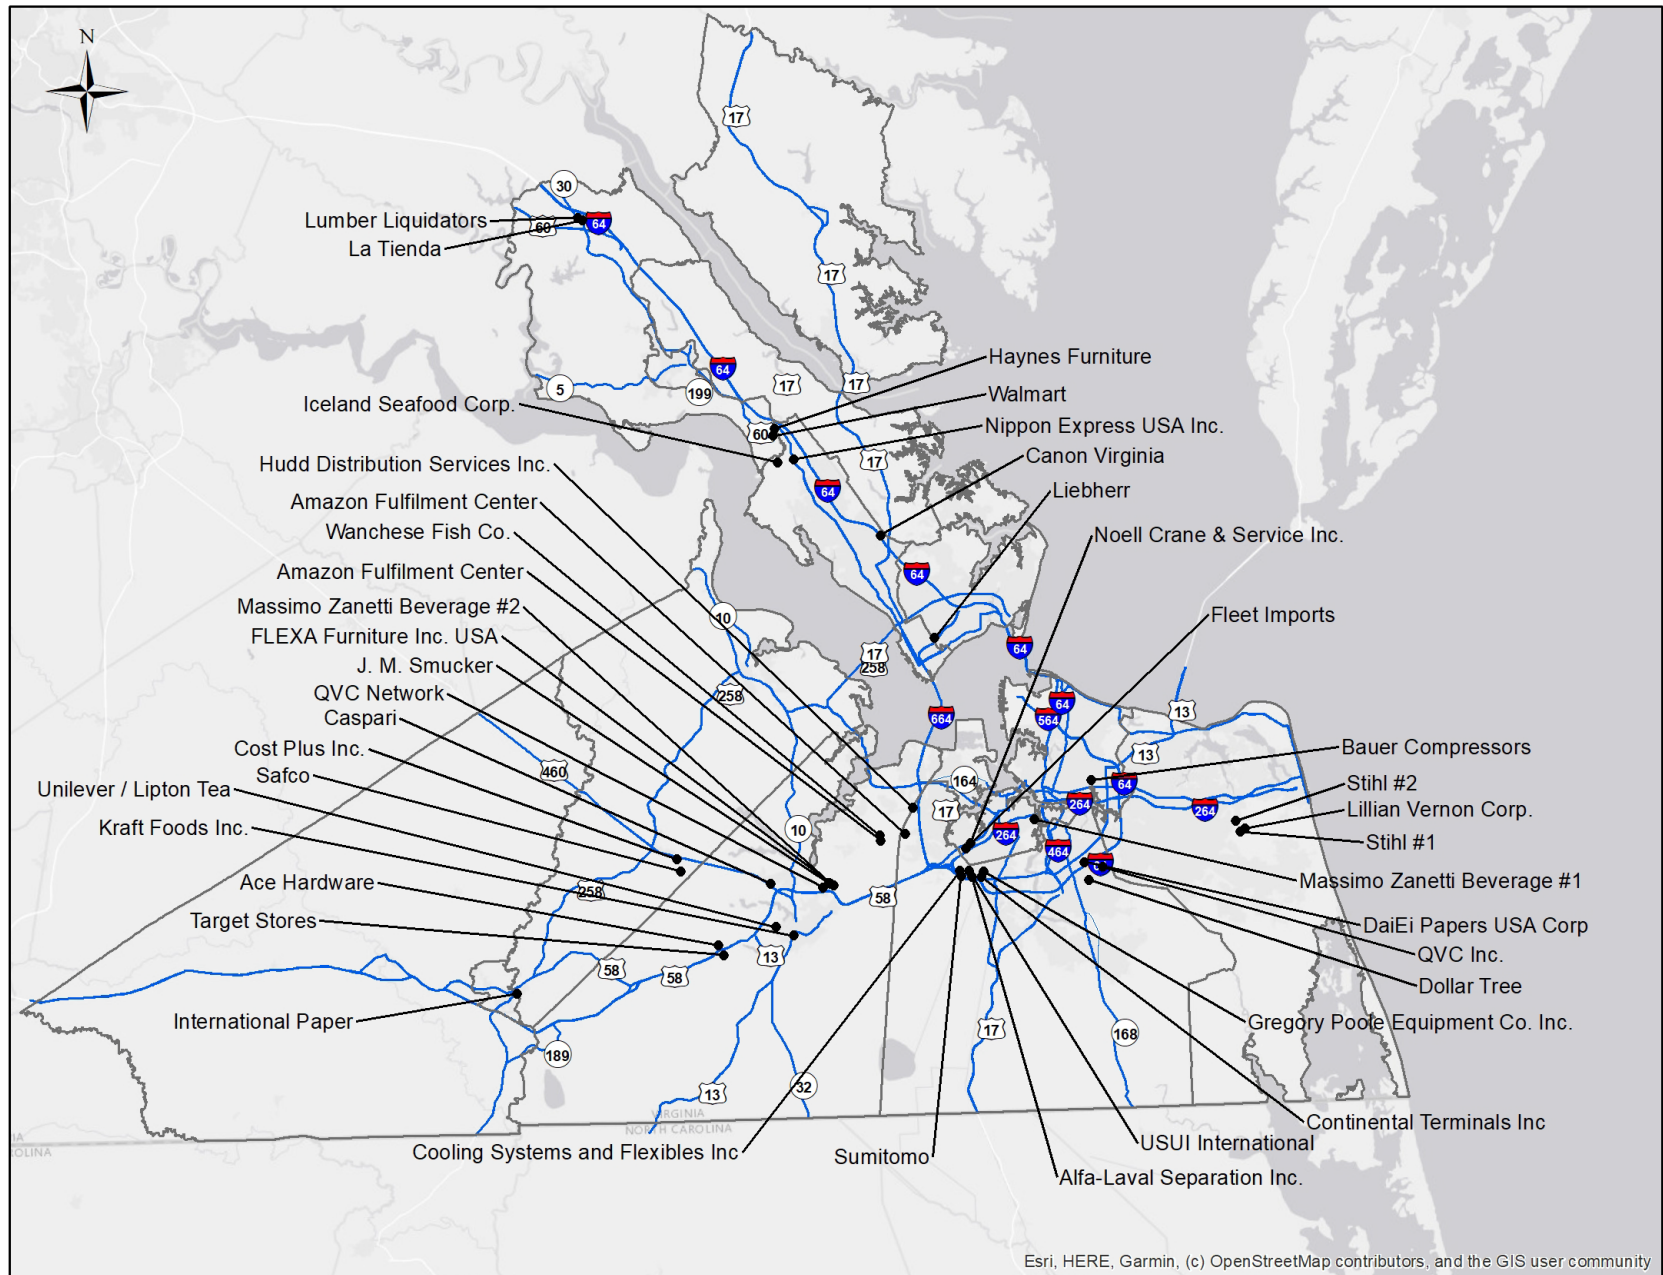 N
17
30
Lumber Liquidators
60
64
La Tienda
17
Haynes Furniture
64
17
17
5
199
Walmart
Iceland Seafood Corp.
60
Nippon Express USA Inc.
Hudd Distribution Services Inc.
17
Canon Virginia
64
Liebherr
Amazon Fulfilment Center
Wanchese Fish Co.
Noell Crane & Service Inc.
Amazon Fulfilment Center
64
Massimo Zanetti Beverage #2
10
Fleet Imports
FLEXA Furniture Inc. USA
17
258
64
J. M. Smucker
QVC Network
258
64
13
Caspari
664
564
Cost Plus Inc.
Bauer Compressors
13
Safco
460
164
64
Stihl #2
Unilever / Lipton Tea
264
264
Lillian Vernon Corp.
17
Kraft Foods Inc.
10
264
Stihl #1
464
64
Ace Hardware
258
58
Massimo Zanetti Beverage #1
Target Stores
DaiEi Papers USA Corp
13
QVC Inc.
58
58
Dollar Tree
International Paper
Gregory Poole Equipment Co. Inc.
17
168
189
13
32
VIRGINIA
NORTH CAROLINA
Continental Terminals Inc
IA
OLINA
USUI International
Cooling Systems and Flexibles Inc
Sumitomo
Alfa-Laval Separation Inc.
Esri, HERE, Garmin, (c) OpenStreetMap contributors, and the GIS user community